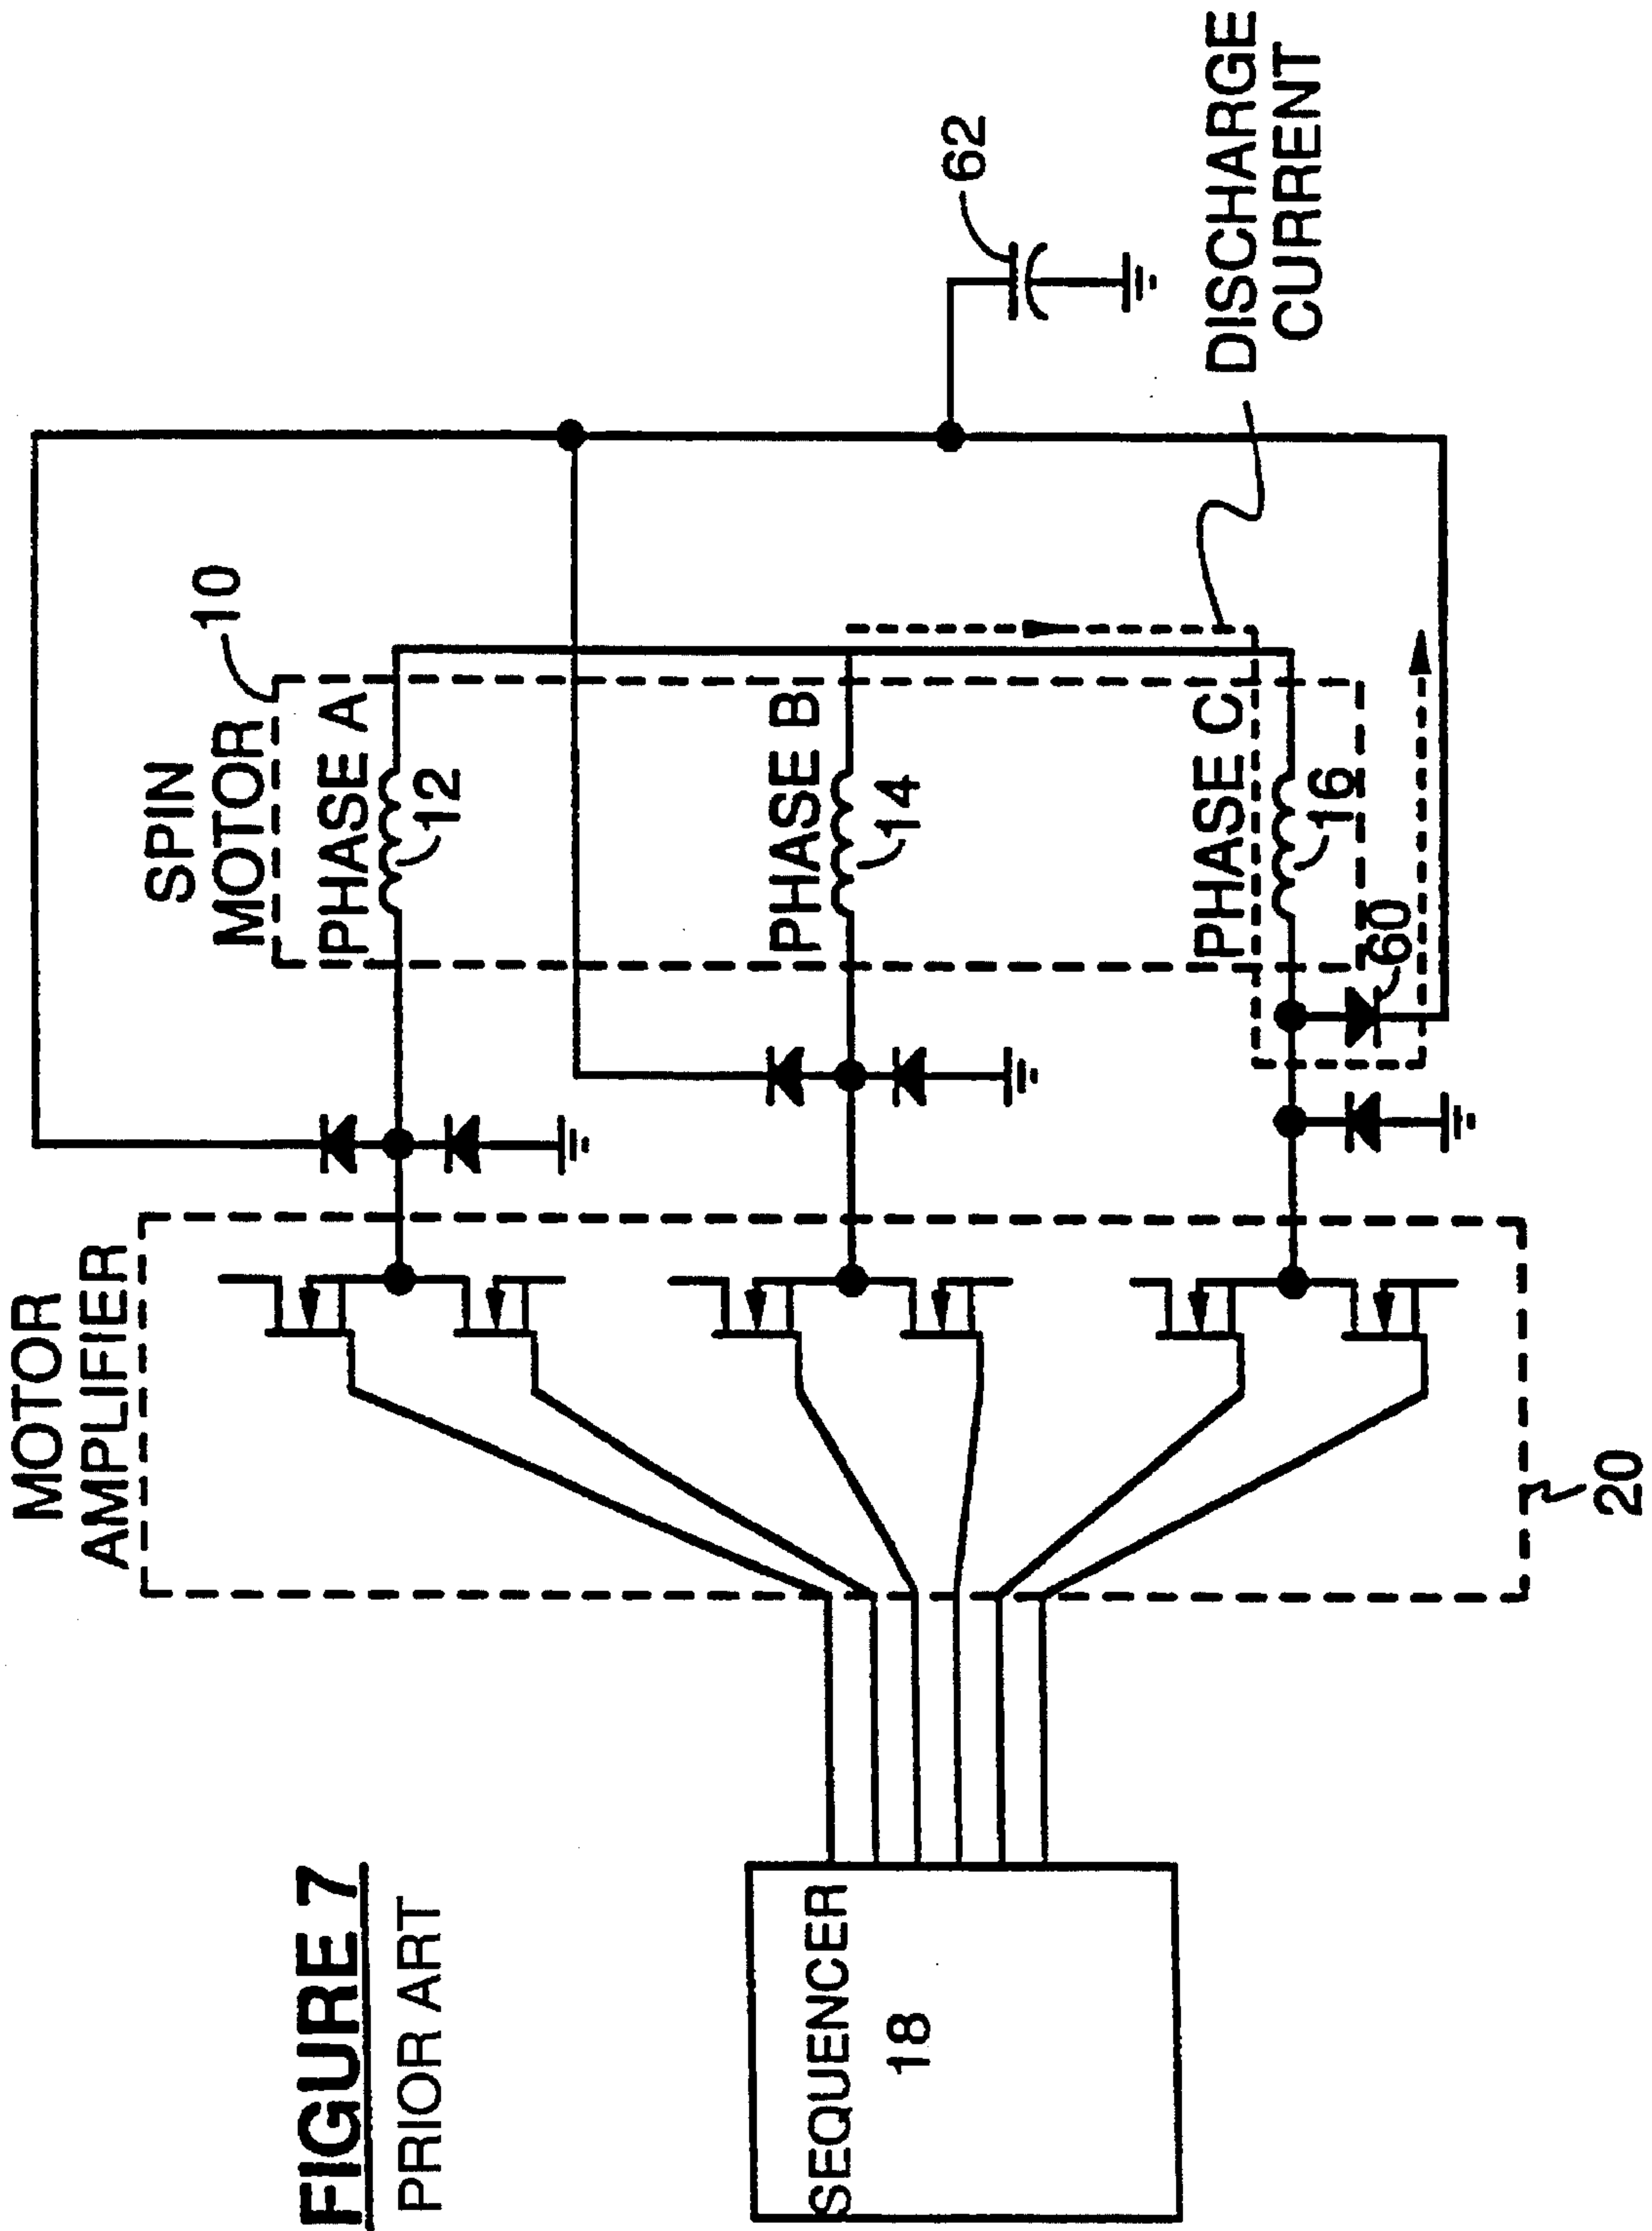 FIGURE 7
PRIOR ART
SEQUENCER
18
MOTOR
AMPLIFIER
20
SPIN
MOTOR
10
PHASE A
12
PHASE B
14
PHASE C
16
60
62
DISCHARGE
CURRENT